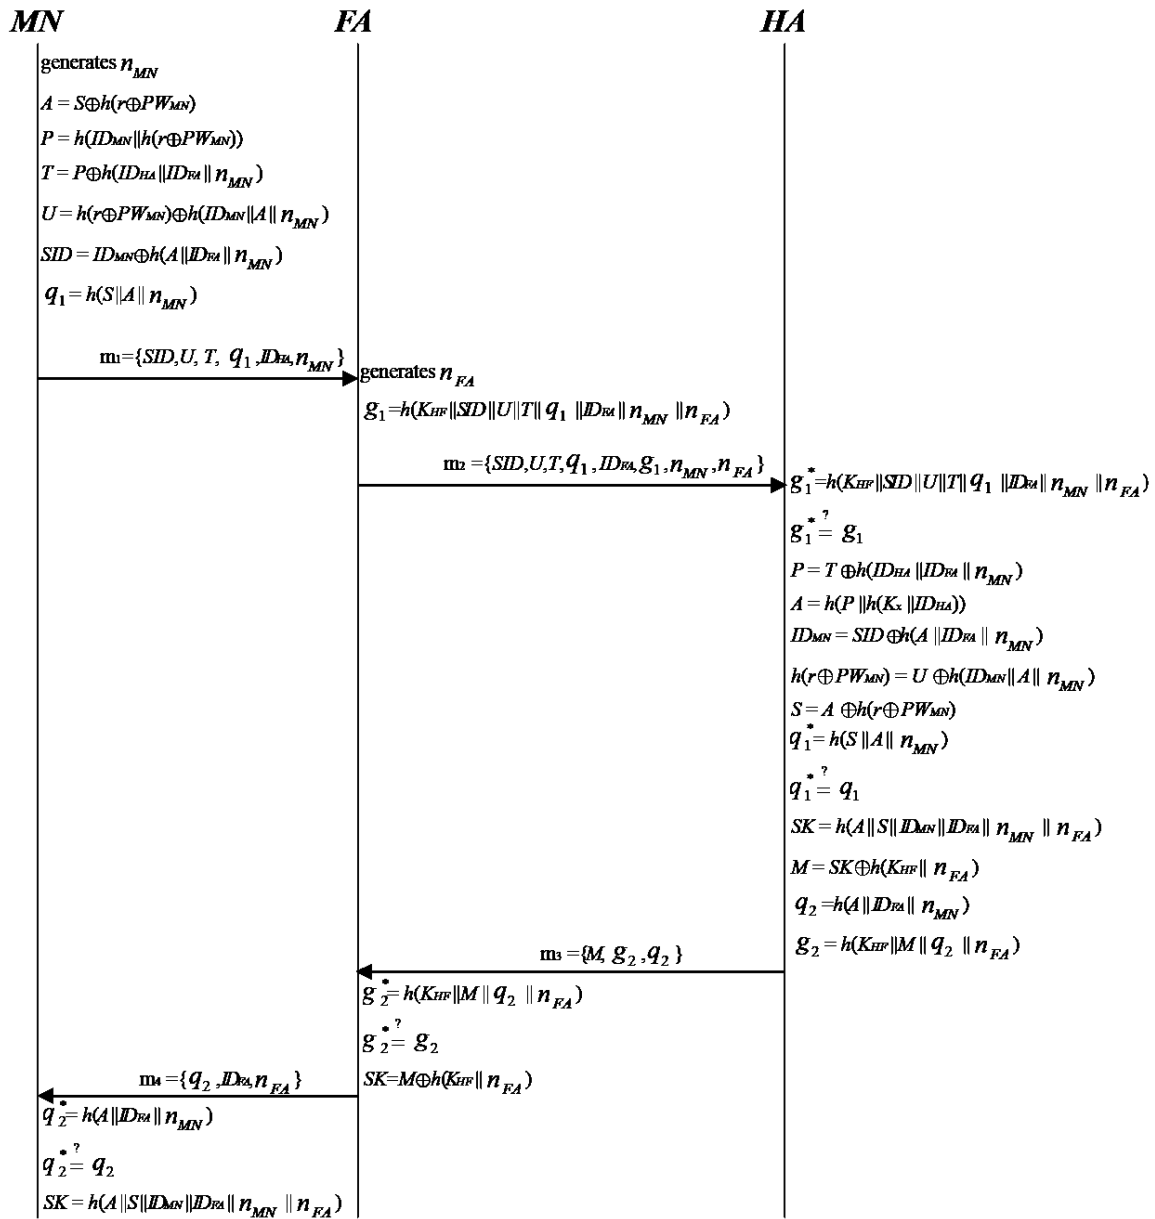 MN FA HA
generates n_MN
A = S⊕h(r⊕PW_MN)
P = h(ID_MN||h(r⊕PW_MN))
T = P⊕h(ID_HA||ID_FA||n_MN)
U = h(r⊕PW_MN)⊕h(ID_MN||A||n_MN)
SID = ID_MN⊕h(A||ID_FA||n_MN)
q_1 = h(S||A||n_MN)
m_1={SID,U, T, q_1,ID_HA,n_MN}
generates n_FA
g_1=h(K_HF||SID||U||T||q_1||ID_FA||n_MN||n_FA)
m_2={SID,U,T,q_1,ID_FA,g_1,n_MN,n_FA}
g_1^*=h(K_HF||SID||U||T||q_1||ID_FA||n_MN||n_FA)
g_1^* ?= g_1
P = T⊕h(ID_HA||ID_FA||n_MN)
A = h(P||h(K_x||ID_HA))
ID_MN = SID⊕h(A||ID_FA||n_MN)
h(r⊕PW_MN) = U⊕h(ID_MN||A||n_MN)
S = A⊕h(r⊕PW_MN)
q_1^*=h(S||A||n_MN)
q_1^* ?= q_1
SK = h(A||S||ID_MN||ID_FA||n_MN||n_FA)
M = SK⊕h(K_HF||n_FA)
q_2=h(A||ID_FA||n_MN)
g_2 = h(K_HF||M||q_2||n_FA)
m_3={M, g_2,q_2}
g_2^*=h(K_HF||M||q_2||n_FA)
g_2^* ?= g_2
SK=M⊕h(K_HF||n_FA)
m_4={q_2,ID_FA,n_FA}
q_2^*=h(A||ID_FA||n_MN)
q_2^* ?= q_2
SK = h(A||S||ID_MN||ID_FA||n_MN||n_FA)